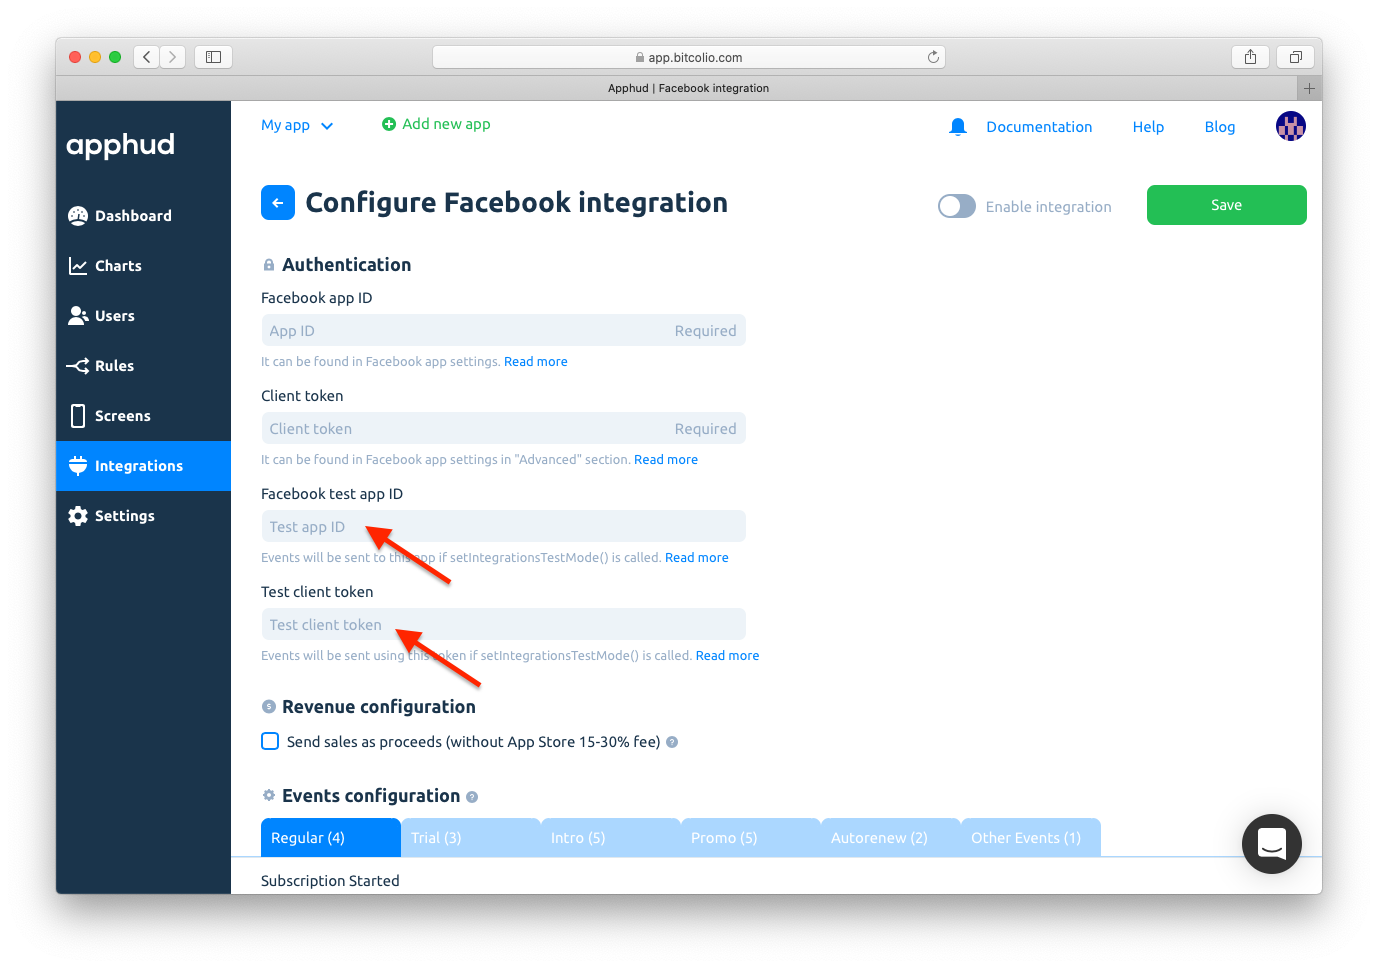 app.bitcolio.com
Apphud | Facebook integration
apphud
My app
Add new app
Documentation
Help
Blog
Dashboard
Charts
Users
Rules
Screens
Integrations
Settings
Configure Facebook integration
Enable integration
Save
Authentication
Facebook app ID
App ID Required
It can be found in Facebook app settings. Read more
Client token
Client token Required
It can be found in Facebook app settings in "Advanced" section. Read more
Facebook test app ID
Test app ID
Events will be sent to this app if setIntegrationsTestMode() is called. Read more
Test client token
Test client token
Events will be sent using this token if setIntegrationsTestMode() is called. Read more
Revenue configuration
Send sales as proceeds (without App Store 15-30% fee) ?
Events configuration ?
Regular (4) Trial (3) Intro (5) Promo (5) Autorenew (2) Other Events (1)
Subscription Started